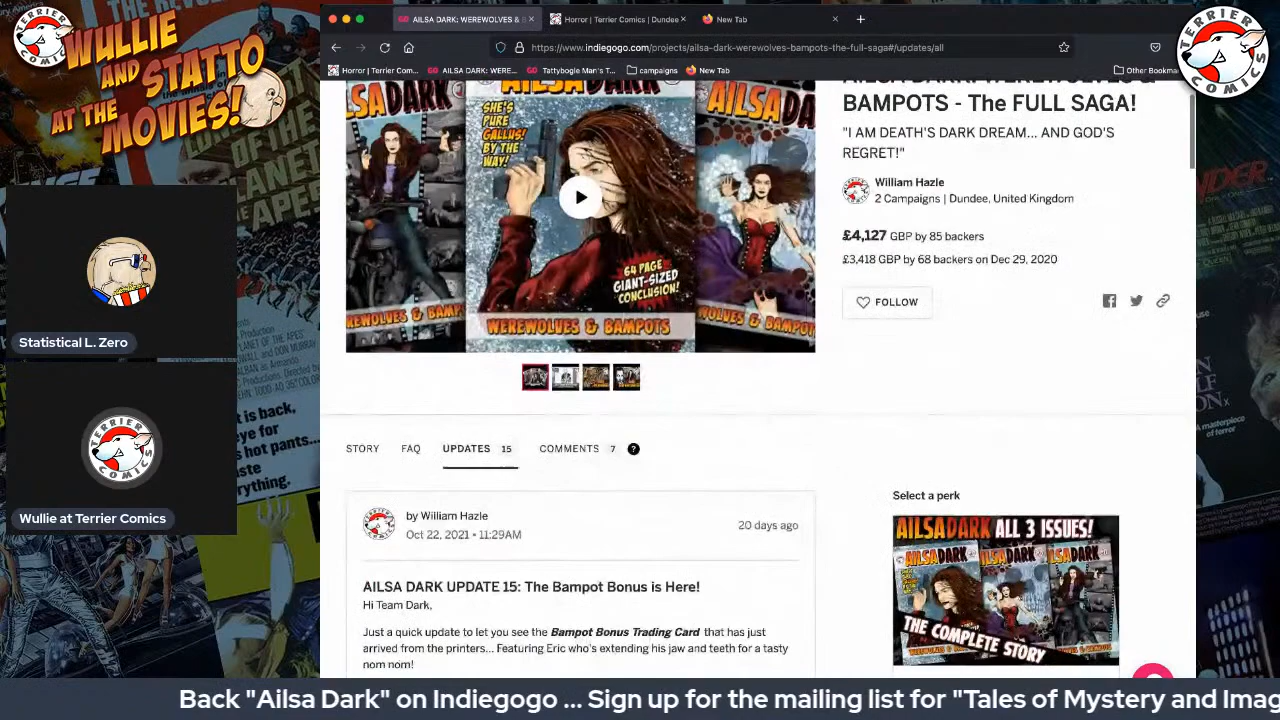 WULLIE
AND STATTO
AT THE
MOVIES!
TERRIER
COMICS
Statistical L. Zero
TERRIER
COMICS
Wullie at Terrier Comics
AILSA DARK; WEREWOLVES & B
Horror | Terrier Comics | Dundee
New Tab
https://www.indiegogo.com/projects/ailsa-dark-werewolves-bampots-the-full-saga#/updates/all
Horror | Terrier Com...
AILSA DARK: WERE...
Tattybogle Man's T...
campaigns
New Tab
Other Bookma
TERRIER
COMICS
AILSADARK
SHE'S
PURE
GALLUS!
BY THE
WAY!
64 PAGE
GIANT-SIZED
CONCLUSION!
WEREWOLVES & BAMPOTS
BAMPOTS - The FULL SAGA!
"I AM DEATH'S DARK DREAM... AND GOD'S
REGRET!"
William Hazle
2 Campaigns | Dundee, United Kingdom
£4,127 GBP by 85 backers
£3,418 GBP by 68 backers on Dec 29, 2020
FOLLOW
STORY
FAQ
UPDATES 15
COMMENTS 7 ?
by William Hazle
Oct 22, 2021 • 11:29AM
20 days ago
AILSA DARK UPDATE 15: The Bampot Bonus is Here!
Hi Team Dark,
Just a quick update to let you see the Bampot Bonus Trading Card that has just
arrived from the printers... Featuring Eric who's extending his jaw and teeth for a tasty
nom nom!
Select a perk
AILSADARK ALL 3 ISSUES!
THE COMPLETE STORY
Back "Ailsa Dark" on Indiegogo ... Sign up for the mailing list for "Tales of Mystery and Imag